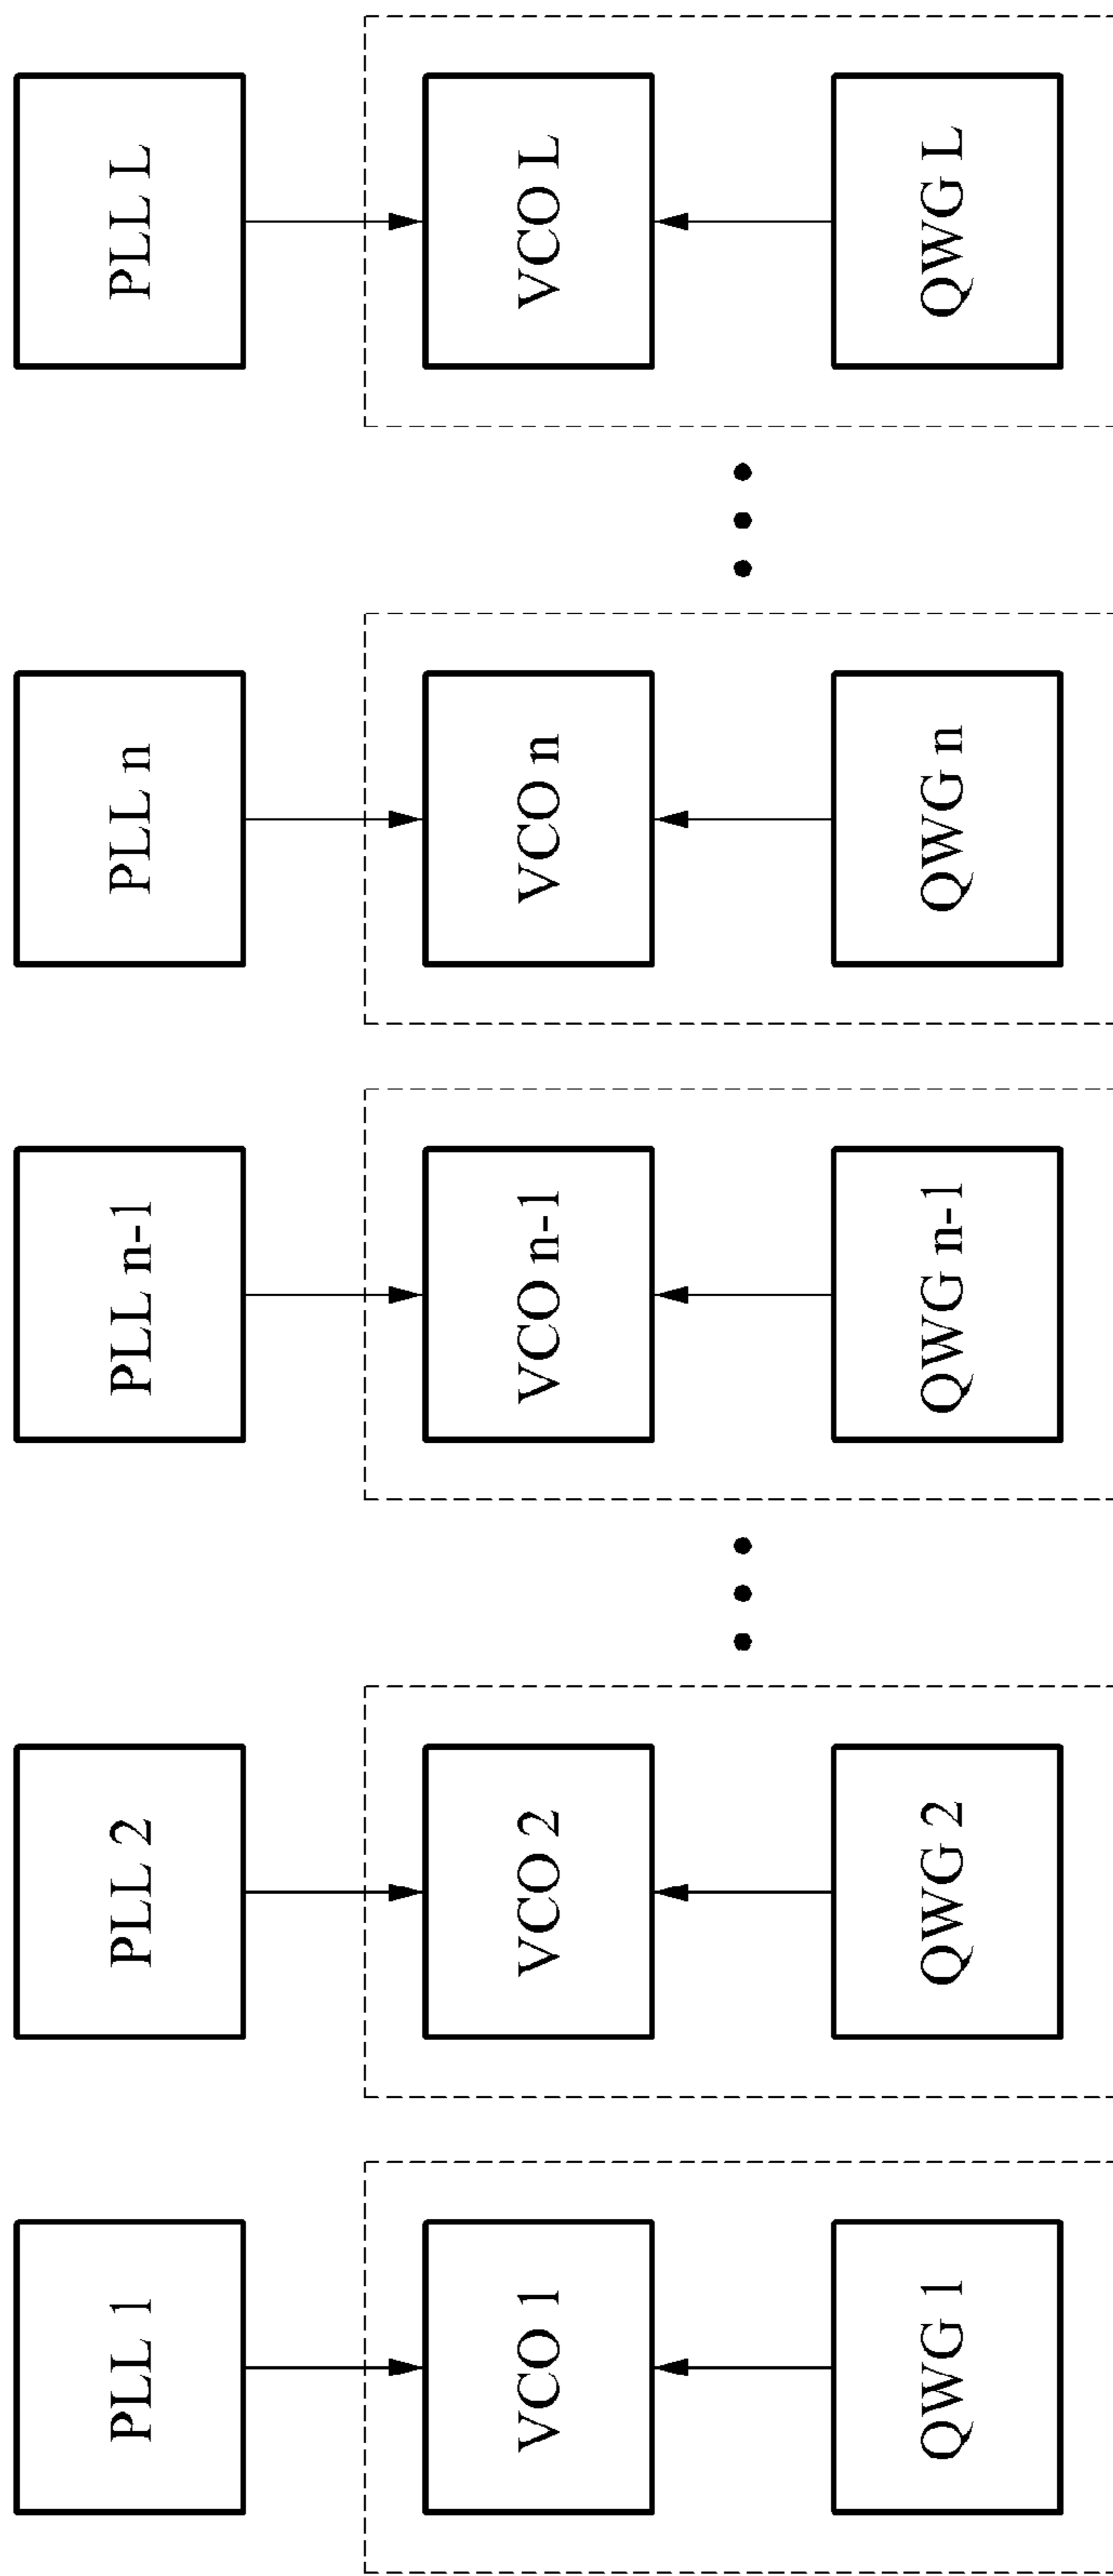 PLL 1
PLL 2
PLL n-1
PLL n
PLL L
VCO 1
VCO 2
VCO n-1
VCO n
VCO L
QWG 1
QWG 2
QWG n-1
QWG n
QWG L